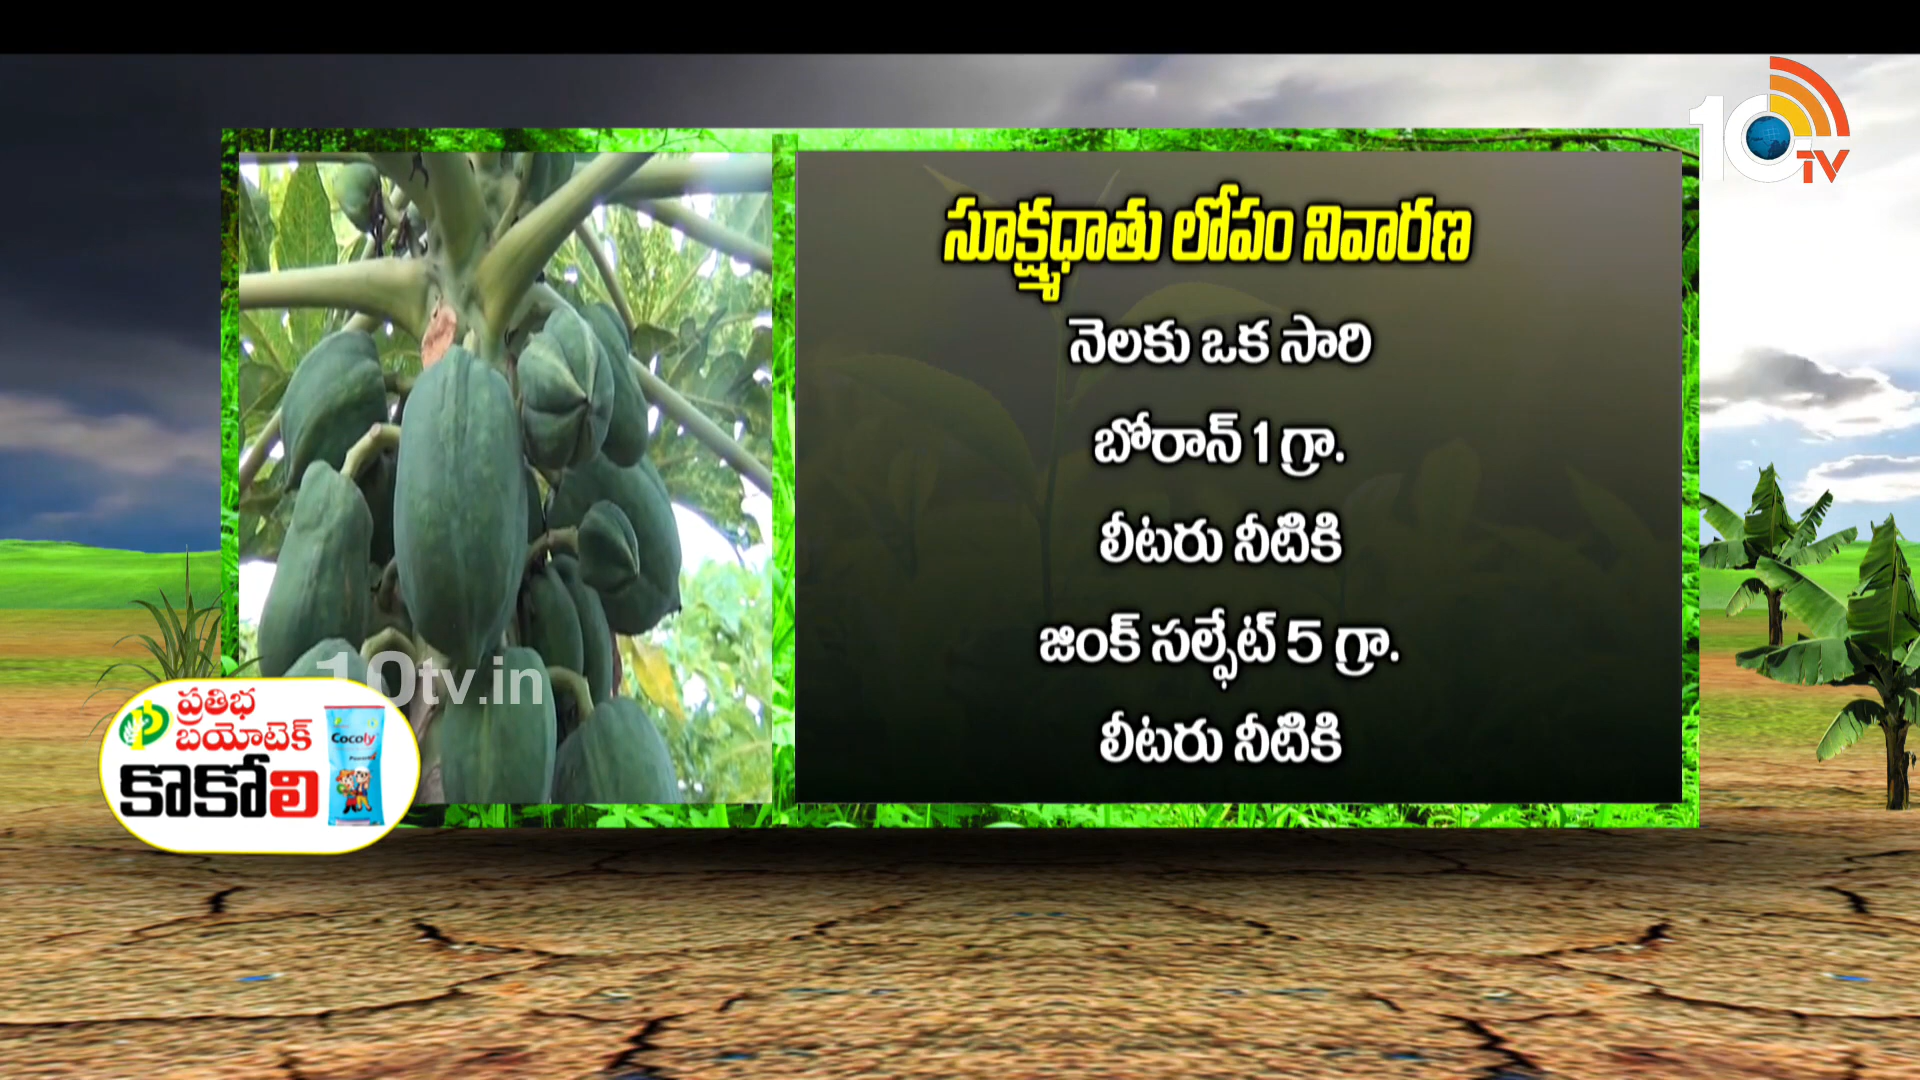 10
TV
సూక్ష్మధాతు లోపం నివారణ
నెలకు ఒక సారి
బోరాన్ 1 గ్రా.
లీటరు నీటికి
జింక్ సల్ఫేట్ 5 గ్రా.
లీటరు నీటికి
10tv.in
ప్రతిభ
బయోటెక్
కొకోలి
Cocoly